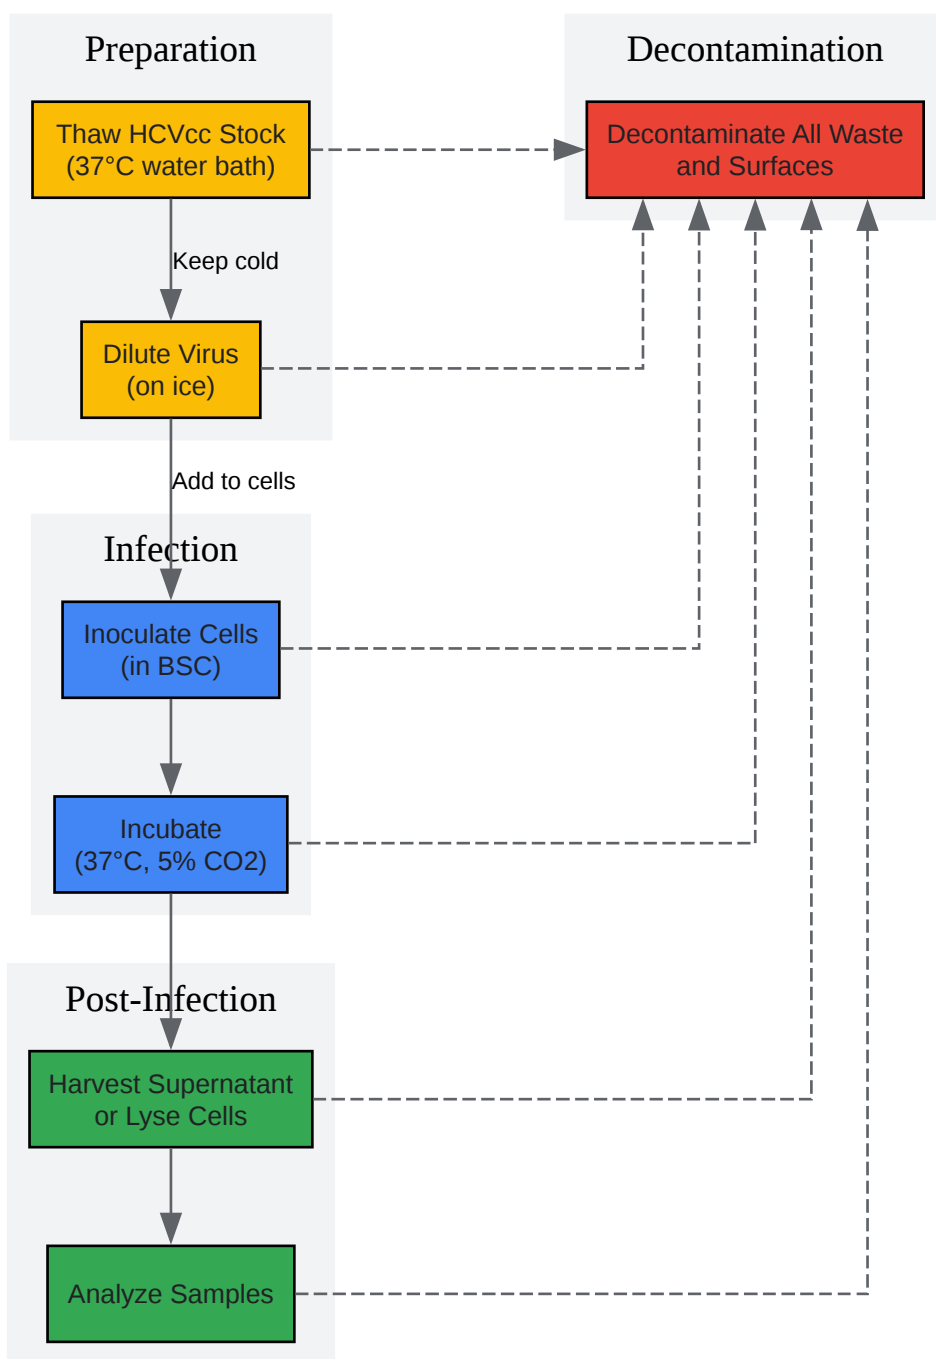 Preparation
Decontamination
Thaw HCVcc Stock
(37°C water bath)
Decontaminate All Waste
and Surfaces
Keep cold
Dilute Virus
(on ice)
Add to cells
Infection
Inoculate Cells
(in BSC)
Incubate
(37°C, 5% CO2)
Post-Infection
Harvest Supernatant
or Lyse Cells
Analyze Samples